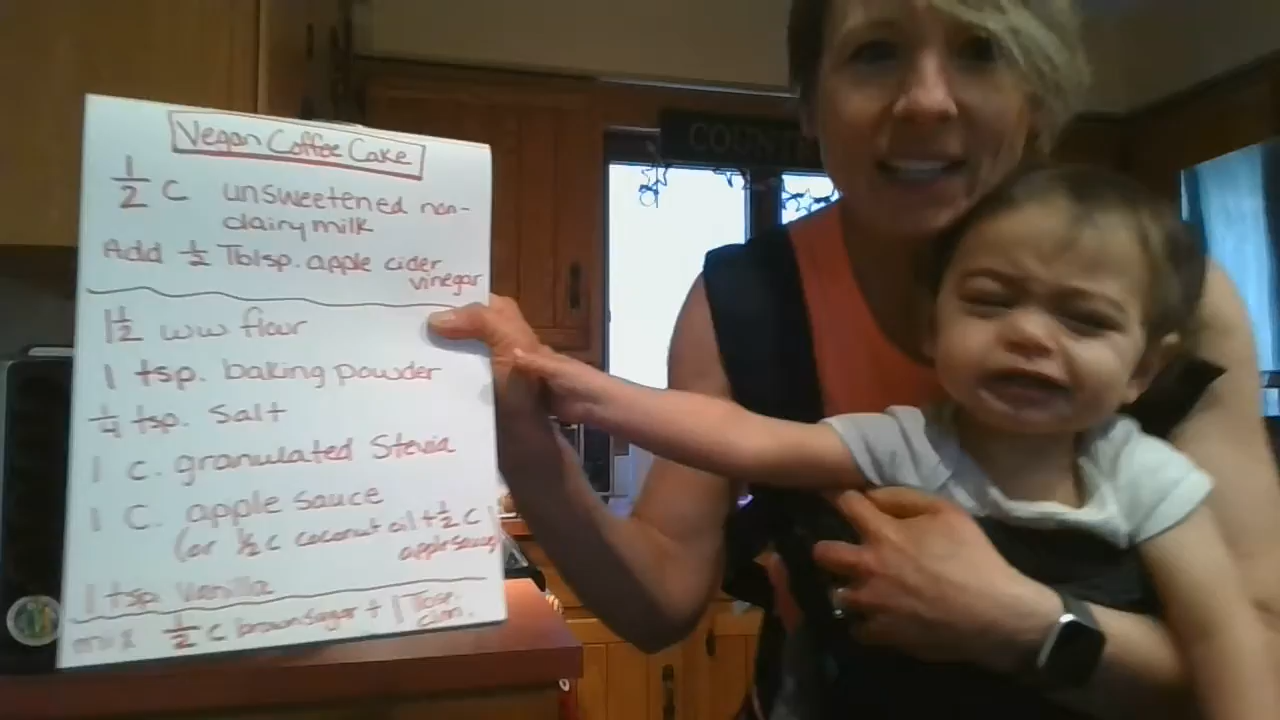 Vegan Coffee Cake
1/2 C unsweetened non-
dairy milk
Add 1/2 Tblsp. apple cider
vinegar
1 1/2 ww flour
1 tsp. baking powder
1/4 tsp. Salt
1 C. granulated Stevia
1 C. apple sauce
(or 1/2 c coconut oil + 1/2 C
applesauce)
1 tsp. Vanilla
mix 1/2 C brown sugar + 1 Tbsp.
cinn.
COUNT